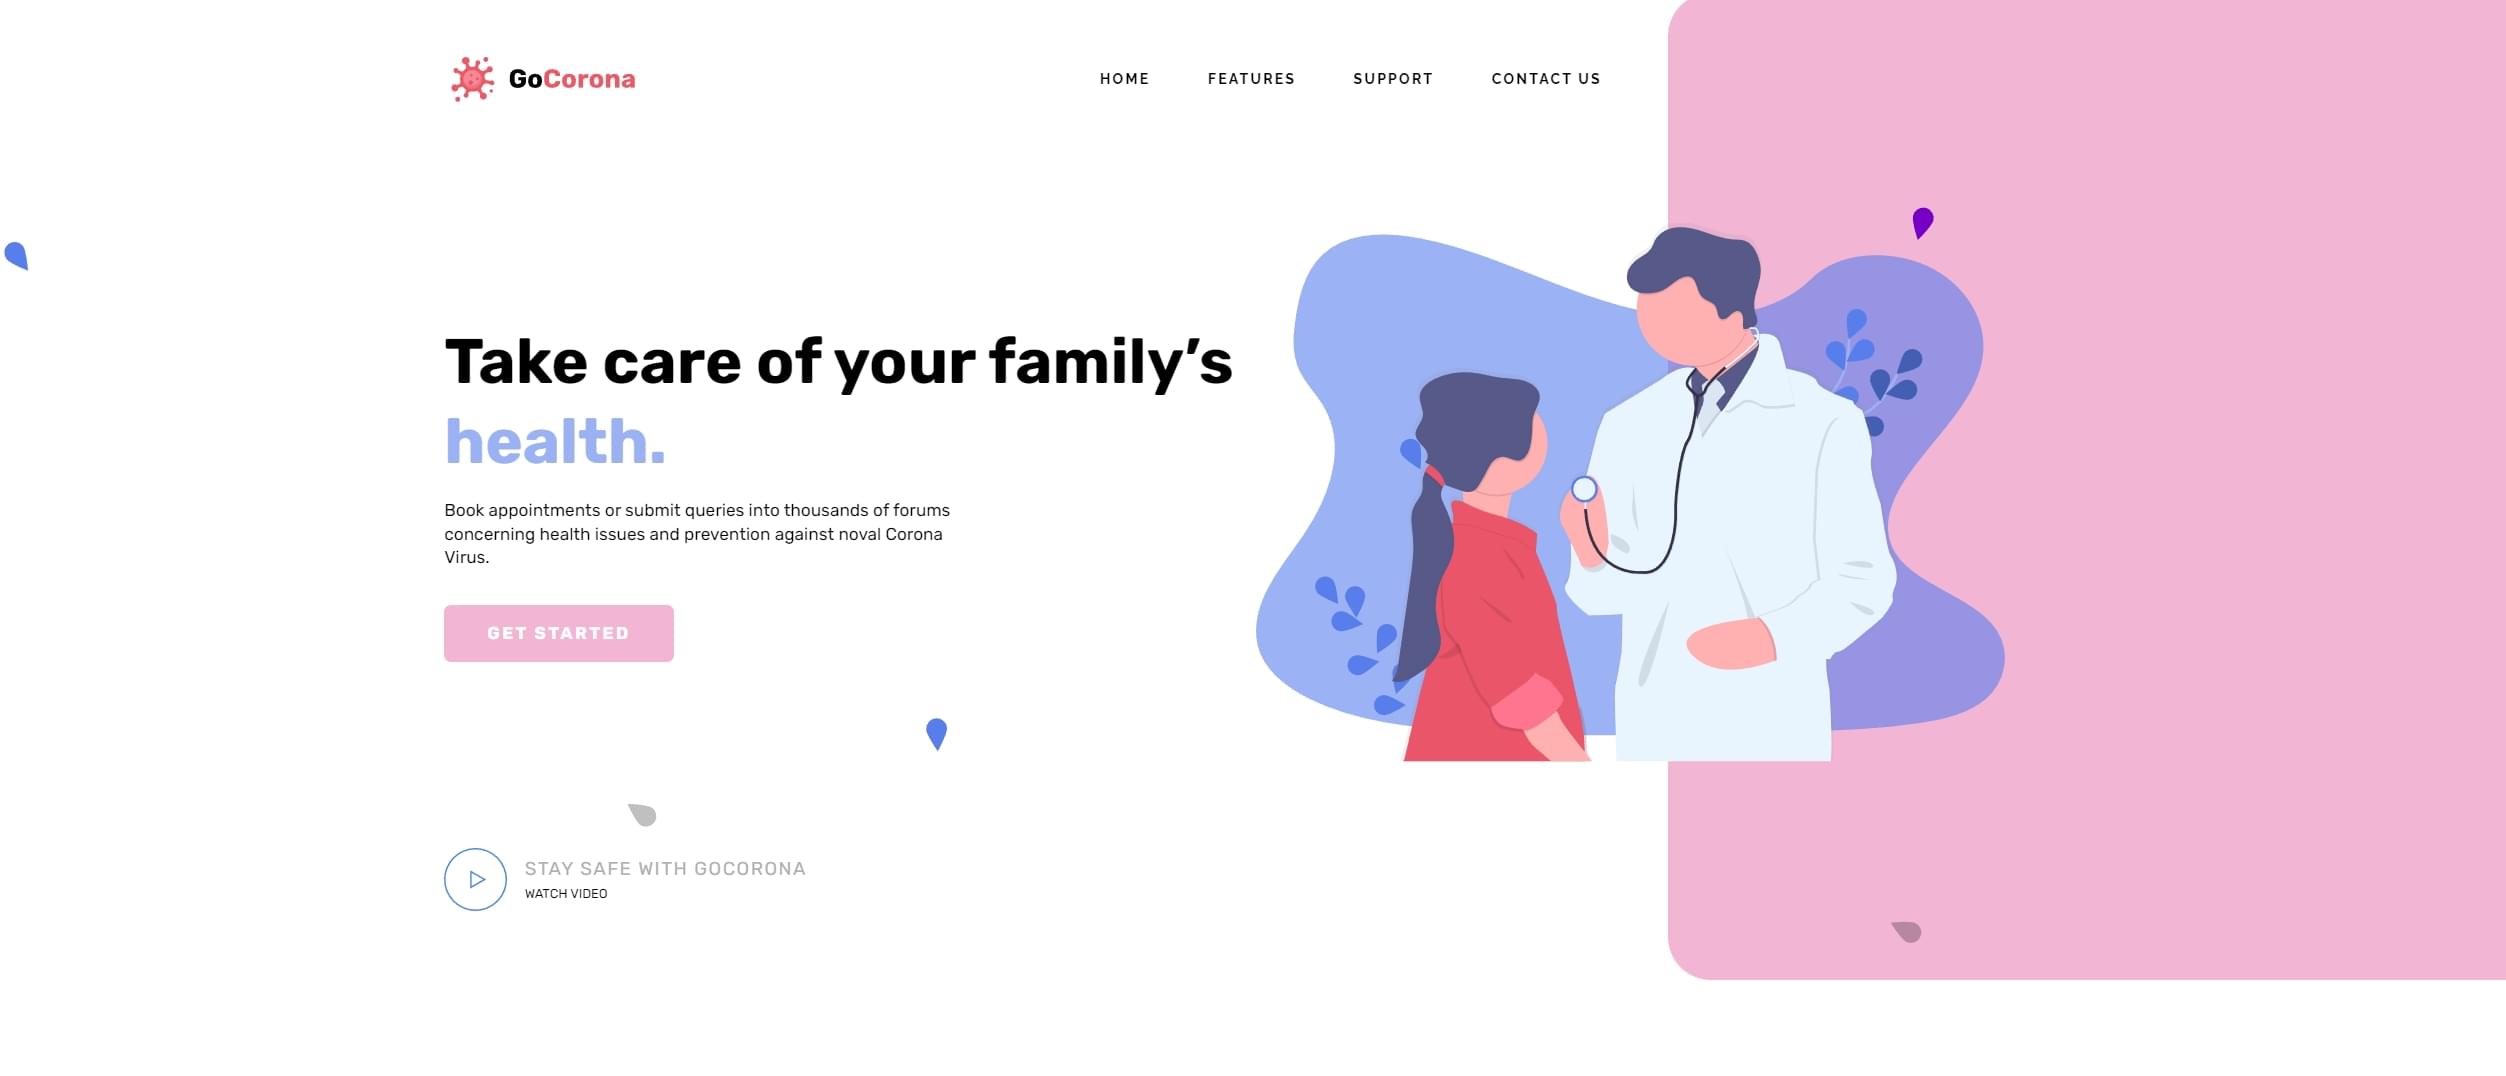 GoCorona
HOME
FEATURES
SUPPORT
CONTACT US
Take care of your family’s
health.
Book appointments or submit queries into thousands of forums
concerning health issues and prevention against noval Corona
Virus.
GET STARTED
STAY SAFE WITH GOCORONA
WATCH VIDEO